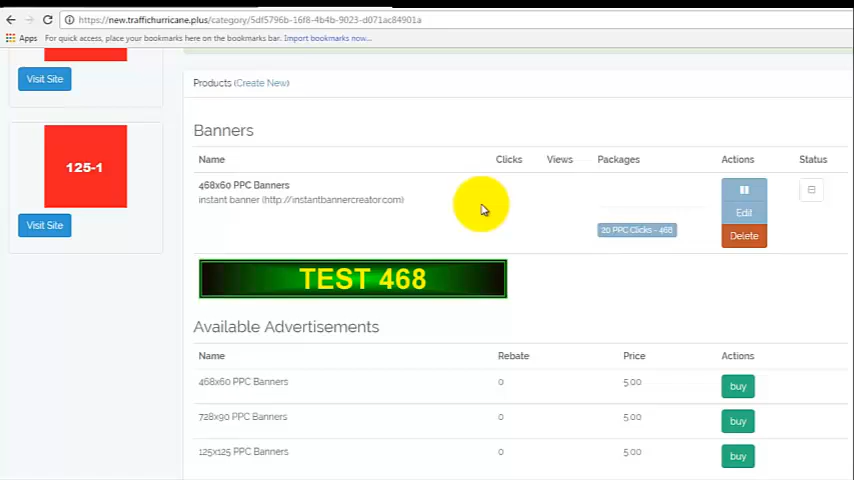 https://new.traffichurricane.plus/category/5df5796b-16f8-4b4b-9023-d071ac84901a
Apps For quick access, place your bookmarks here on the bookmarks bar. Import bookmarks now...
Visit Site
125-1
Visit Site
Products (Create New)
Banners
Name Clicks Views Packages Actions Status
468x60 PPC Banners
instant banner (http://instantbannercreator.com)
Edit
20 PPC Clicks - 468
Delete
TEST 468
Available Advertisements
Name Rebate Price Actions
468x60 PPC Banners 0 5.00 buy
728x90 PPC Banners 0 5.00 buy
125x125 PPC Banners 0 5.00 buy